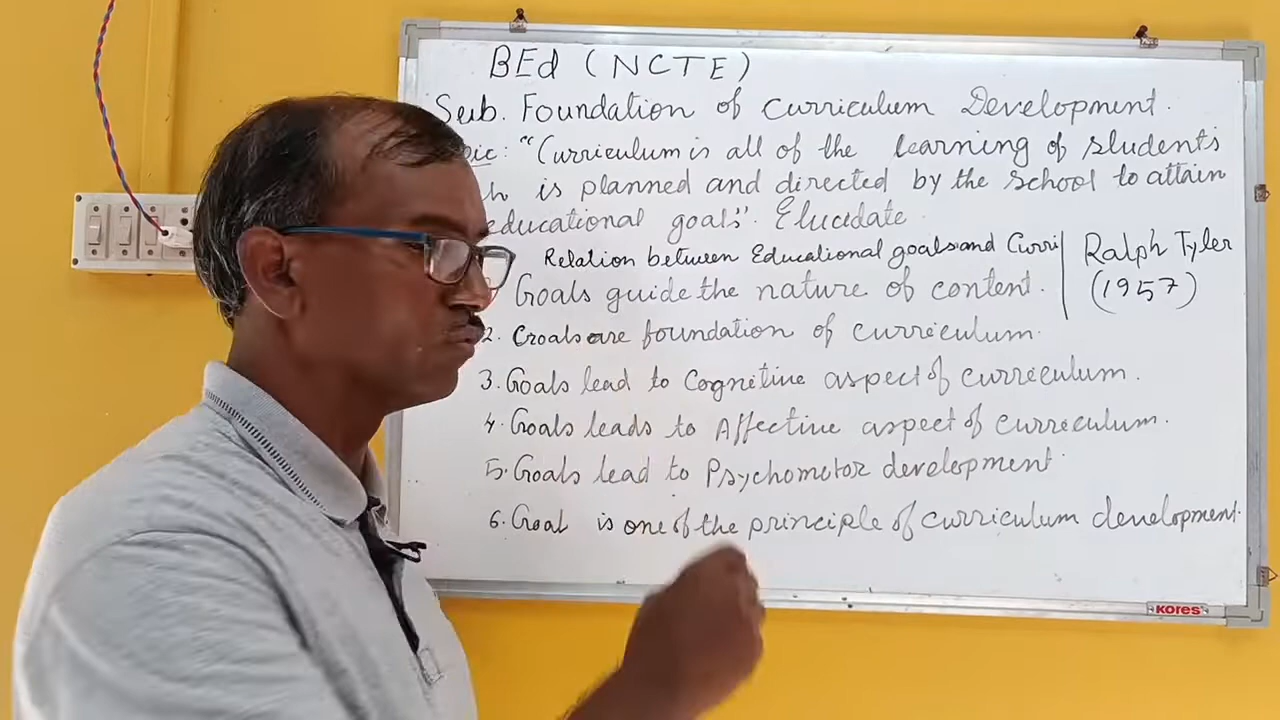 BEd (NCTE)
Sub. Foundation of curriculum Development.
pic: "Curriculum is all of the learning of students
h is planned and directed by the school to attain
educational goals". Elucidate.
Relation between Educational goals and Curri
Ralph Tyler
(1957)
Goals guide the nature of content.
2. Goals are foundation of curriculum.
3. Goals lead to Cognitive aspect of curriculum.
4. Goals leads to Affective aspect of curriculum.
5. Goals lead to Psychomotor development
6. Goal is one of the principle of curriculum development.
KORES